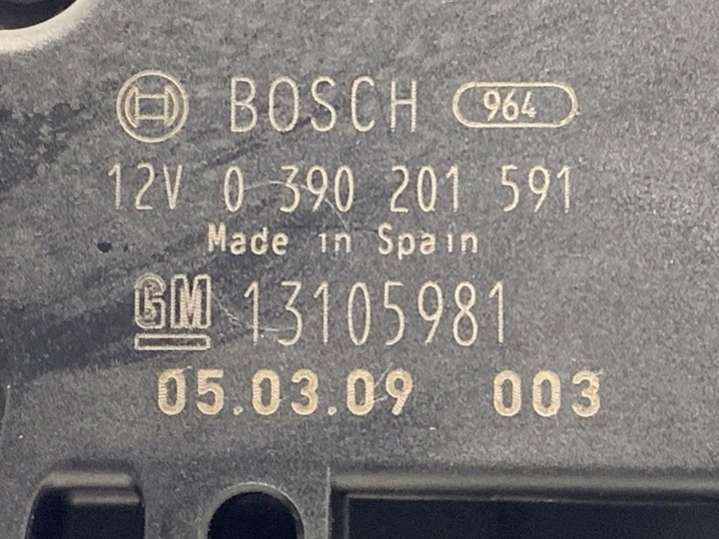 BOSCH 964
12V 0 390 201 591
Made in Spain
GM 13105981
05.03.09 003